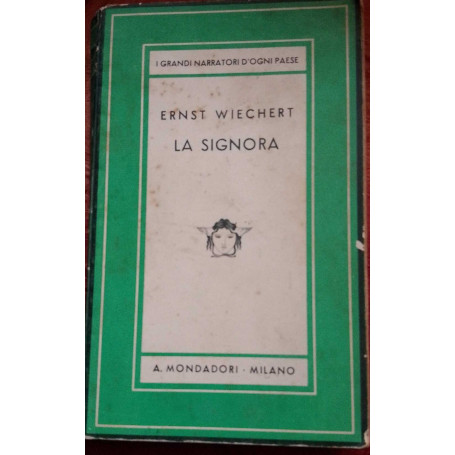 I GRANDI NARRATORI D'OGNI PAESE
ERNST WIECHERT
LA SIGNORA
A. MONDADORI · MILANO